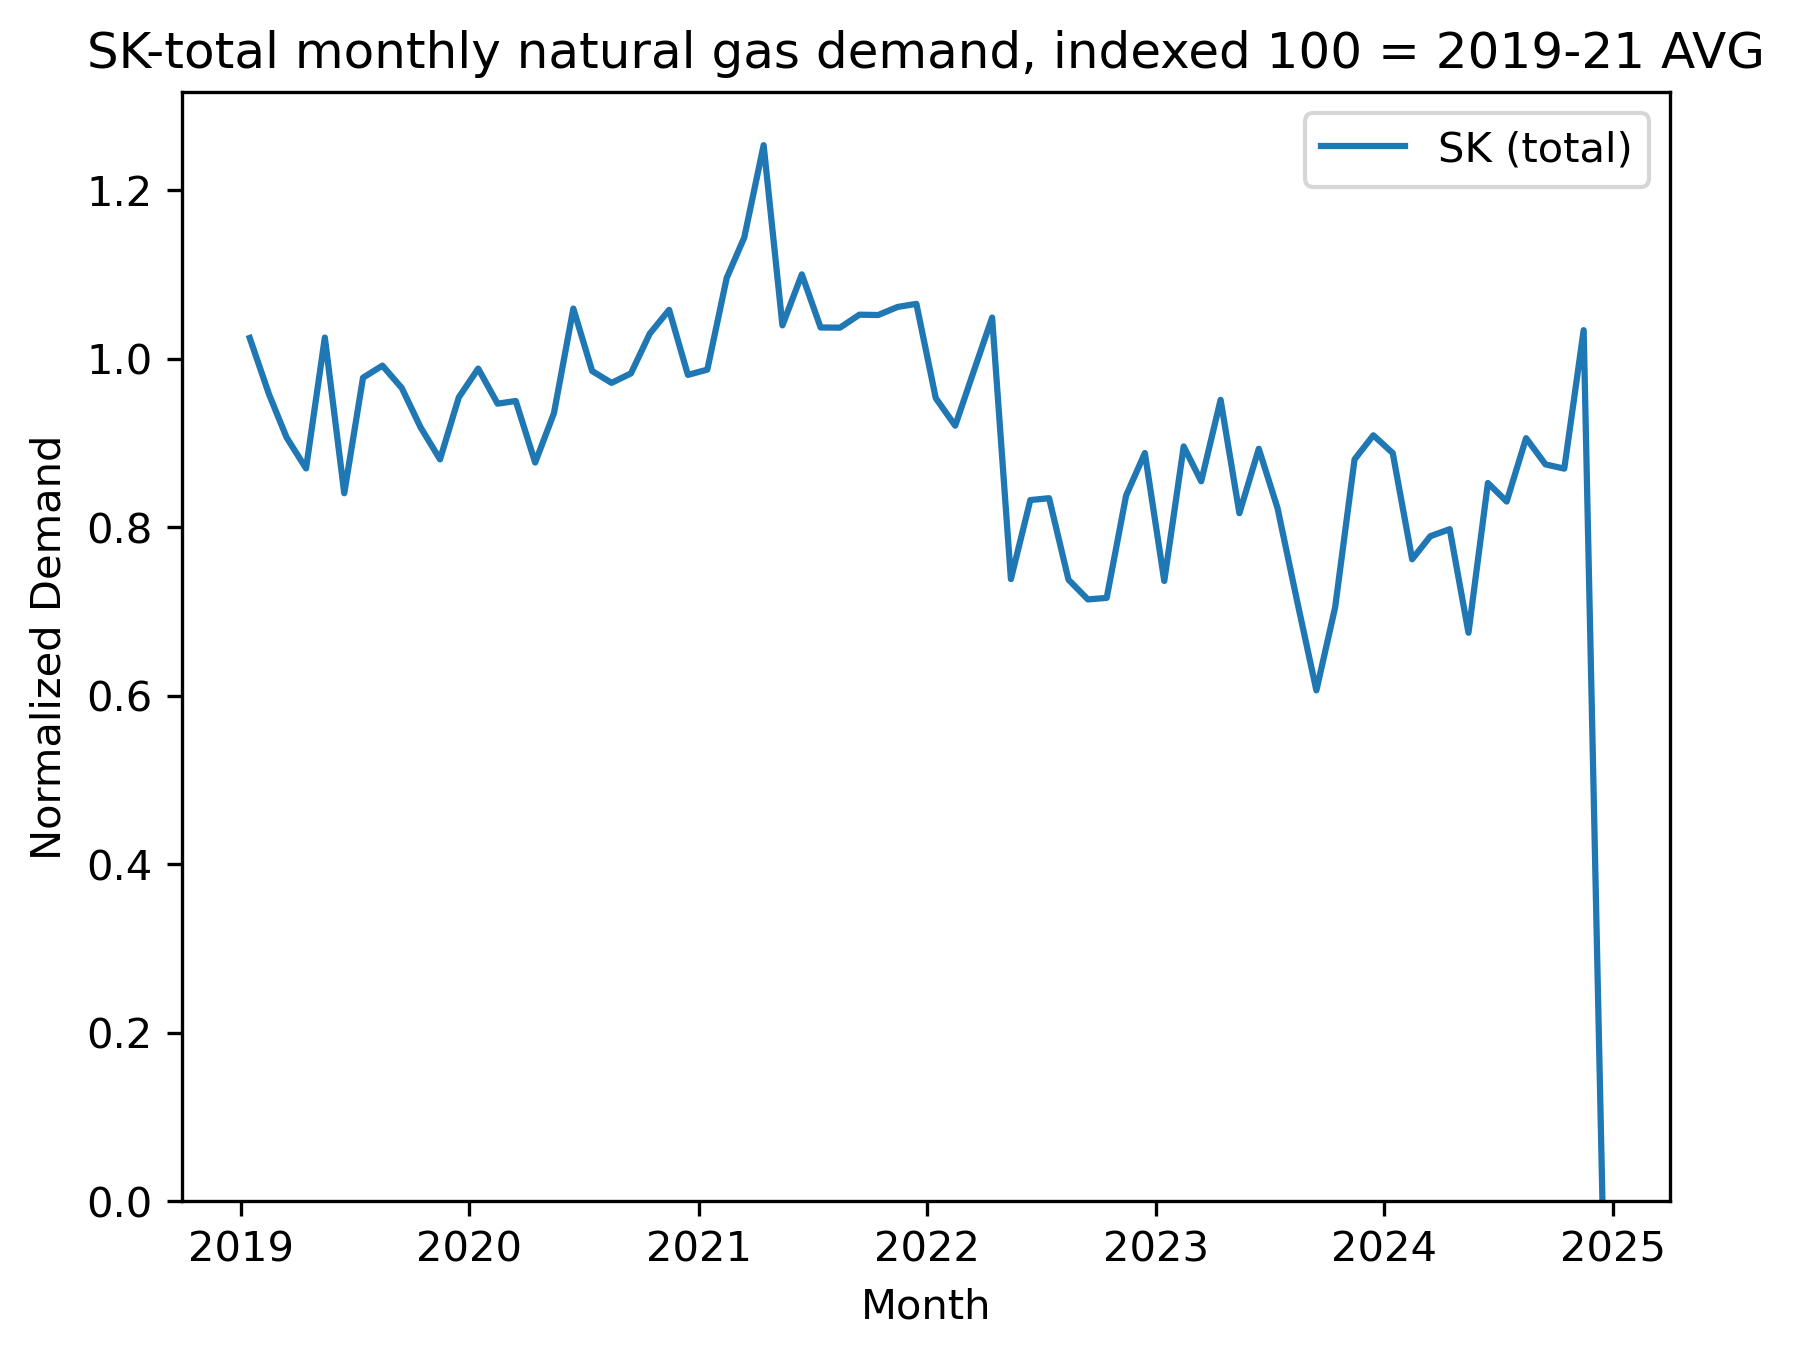 SK-total monthly natural gas demand, indexed 100 = 2019-21 AVG
SK (total)
Normalized Demand
1.2
1.0
0.8
0.6
0.4
0.2
0.0
2019 2020 2021 2022 2023 2024 2025
Month